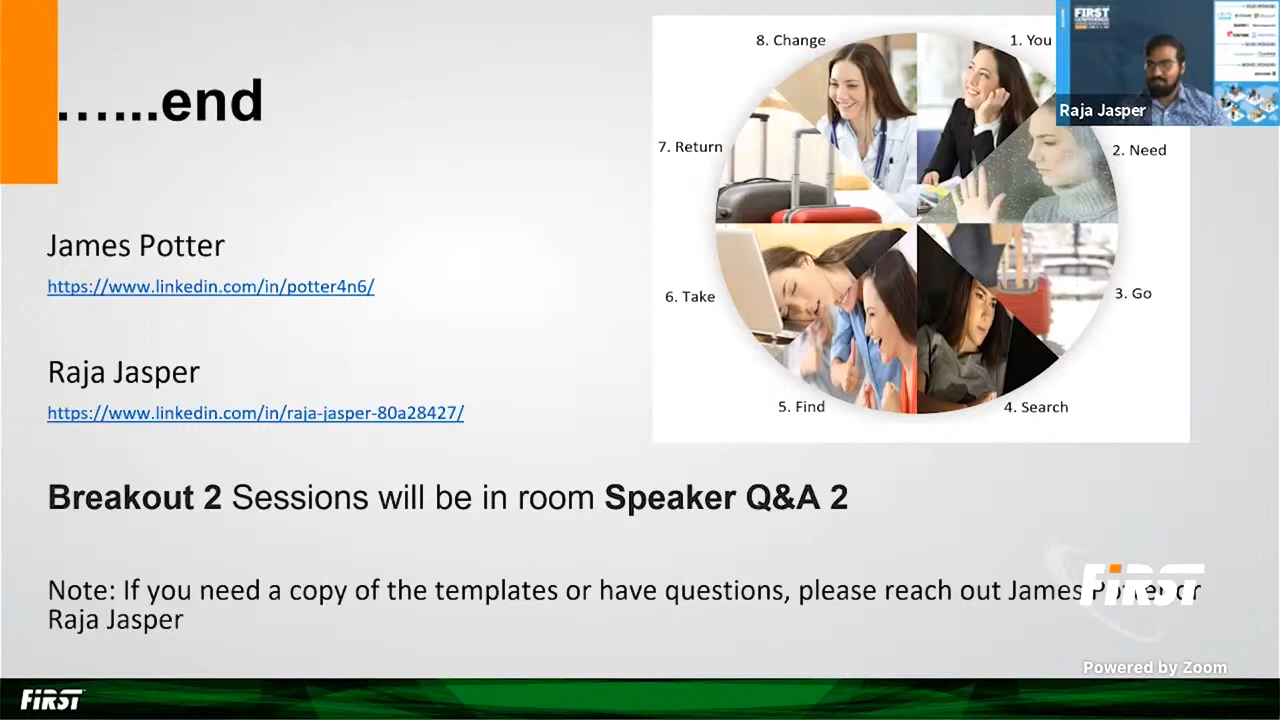 …...end
James Potter
https://www.linkedin.com/in/potter4n6/
Raja Jasper
https://www.linkedin.com/in/raja-jasper-80a28427/
Breakout 2 Sessions will be in room Speaker Q&A 2
Note: If you need a copy of the templates or have questions, please reach out James Potter or
Raja Jasper
8. Change
1. You
7. Return
2. Need
6. Take
3. Go
5. Find
4. Search
FIRST
CONFERENCE
Raja Jasper
FiRST
Powered by Zoom
FiRST